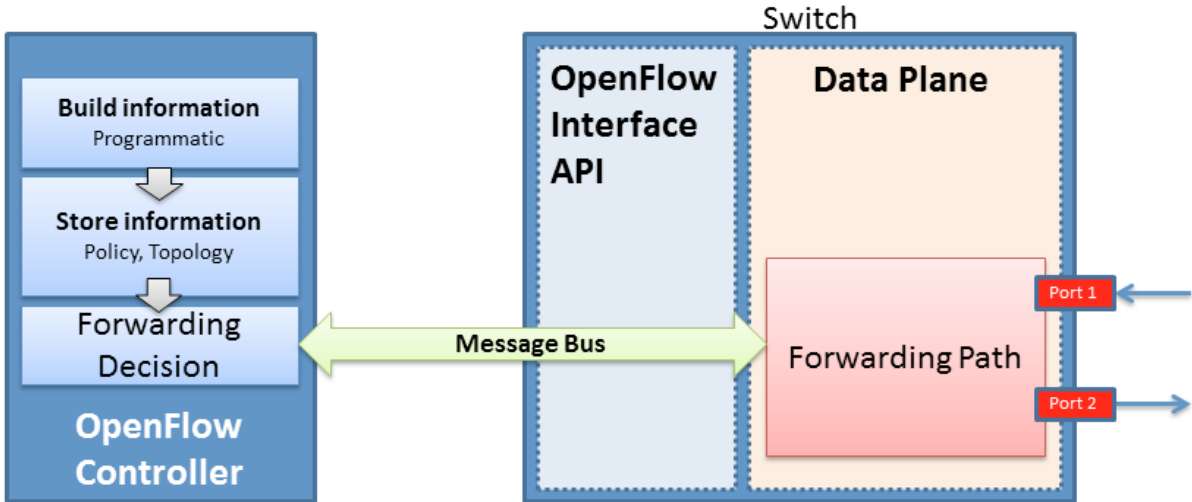 Switch
Build information
Programmatic
Store information
Policy, Topology
Forwarding
Decision
OpenFlow
Controller
Message Bus
OpenFlow
Interface
API
Data Plane
Forwarding Path
Port 1
Port 2